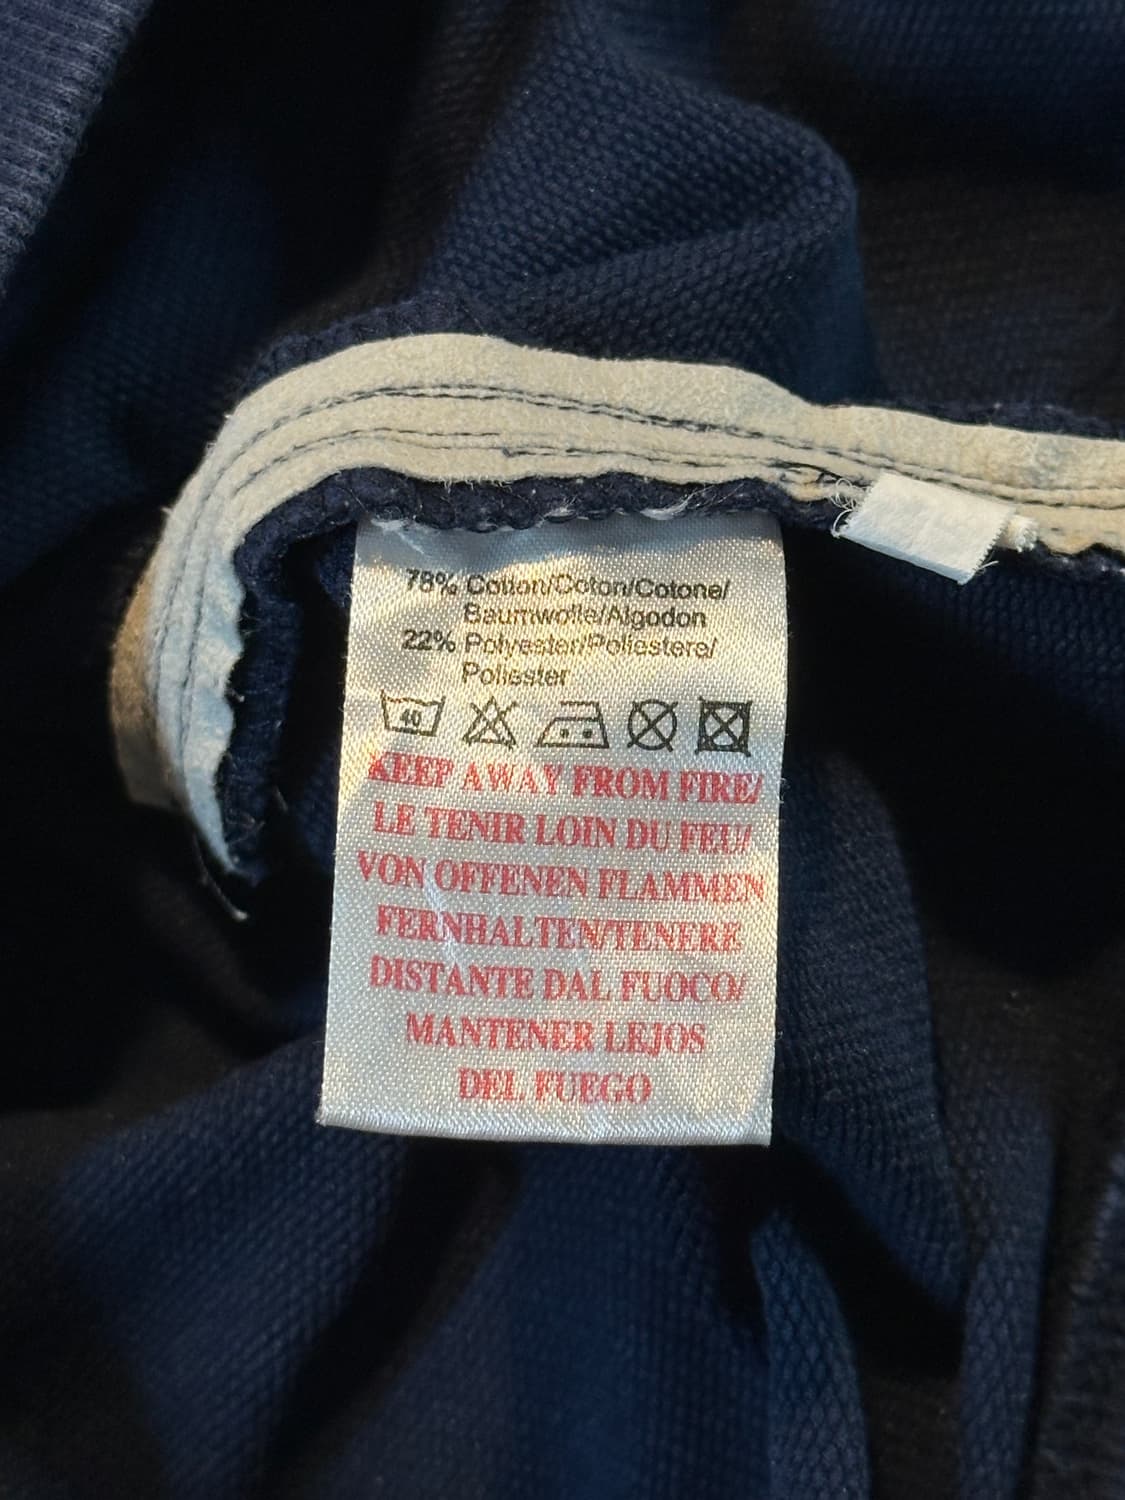 78% Cotton/Coton/Cotone/
Baumwolle/Algodon
22% Polyester/Poliestere/
Poliester
40
KEEP AWAY FROM FIRE/
LE TENIR LOIN DU FEU/
VON OFFENEN FLAMMEN
FERNHALTEN/TENERE
DISTANTE DAL FUOCO/
MANTENER LEJOS
DEL FUEGO